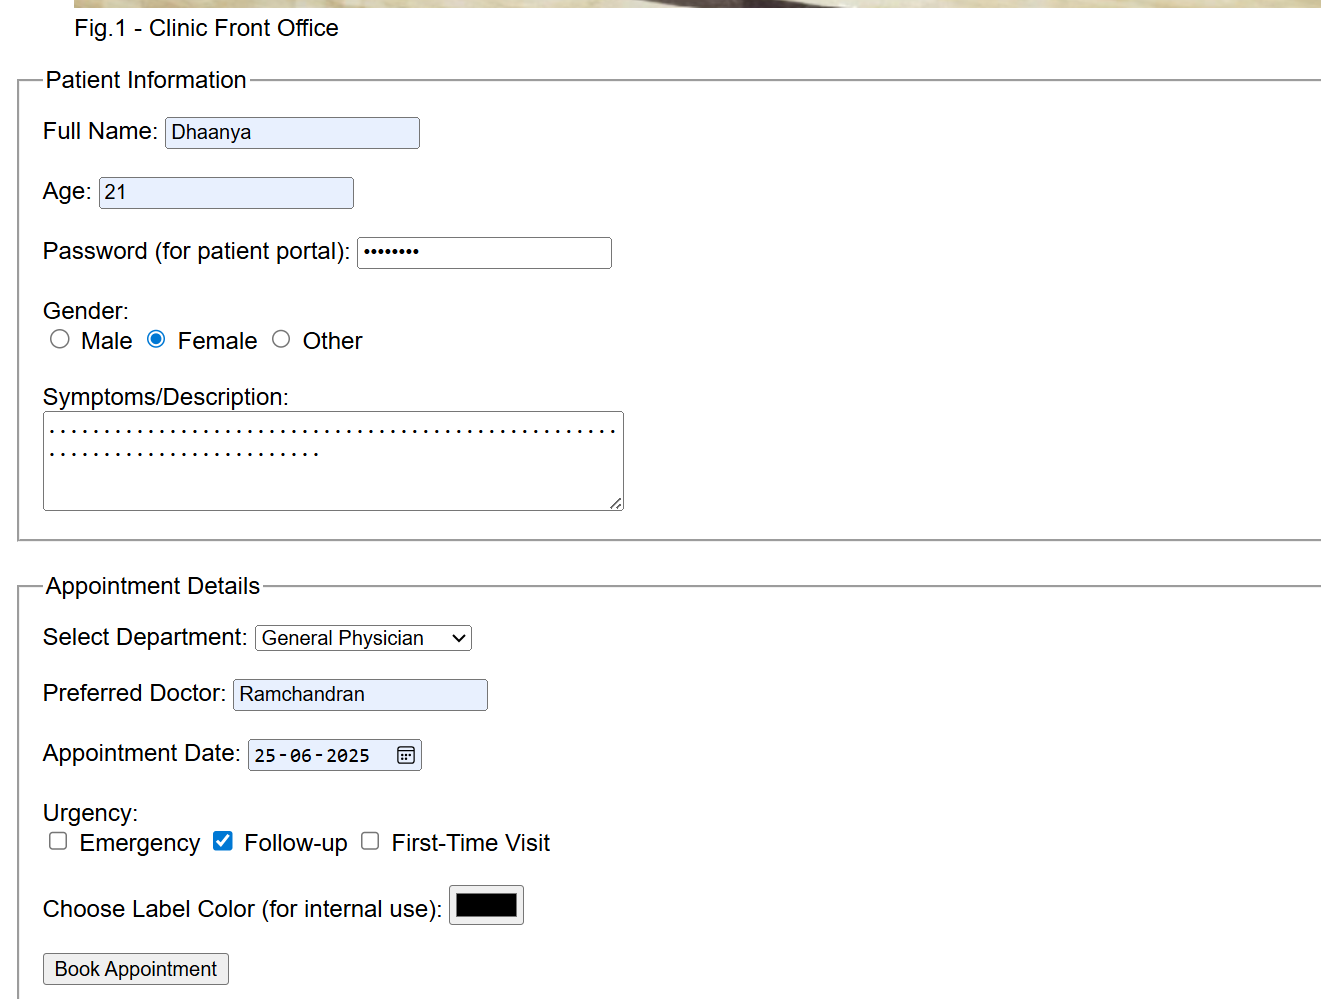 Fig.1 - Clinic Front Office
Patient Information
Full Name: Dhaanya
Age: 21
Password (for patient portal): ••••••••
Gender:
Male Female Other
Symptoms/Description:
....................................................
.........................
Appointment Details
Select Department: General Physician
Preferred Doctor: Ramchandran
Appointment Date: 25-06-2025
Urgency:
Emergency Follow-up First-Time Visit
Choose Label Color (for internal use):
Book Appointment